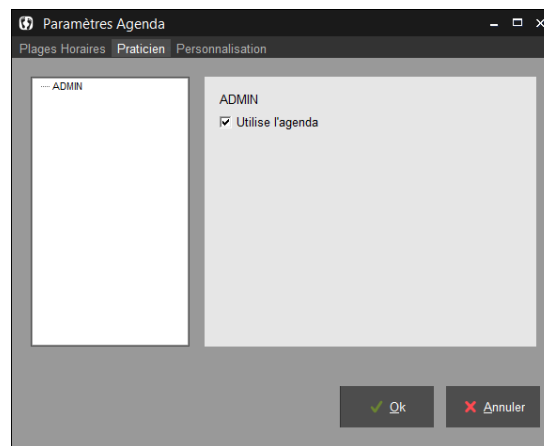 Paramètres Agenda
Plages Horaires Praticien Personnalisation
ADMIN
ADMIN
Utilise l'agenda
Ok Annuler